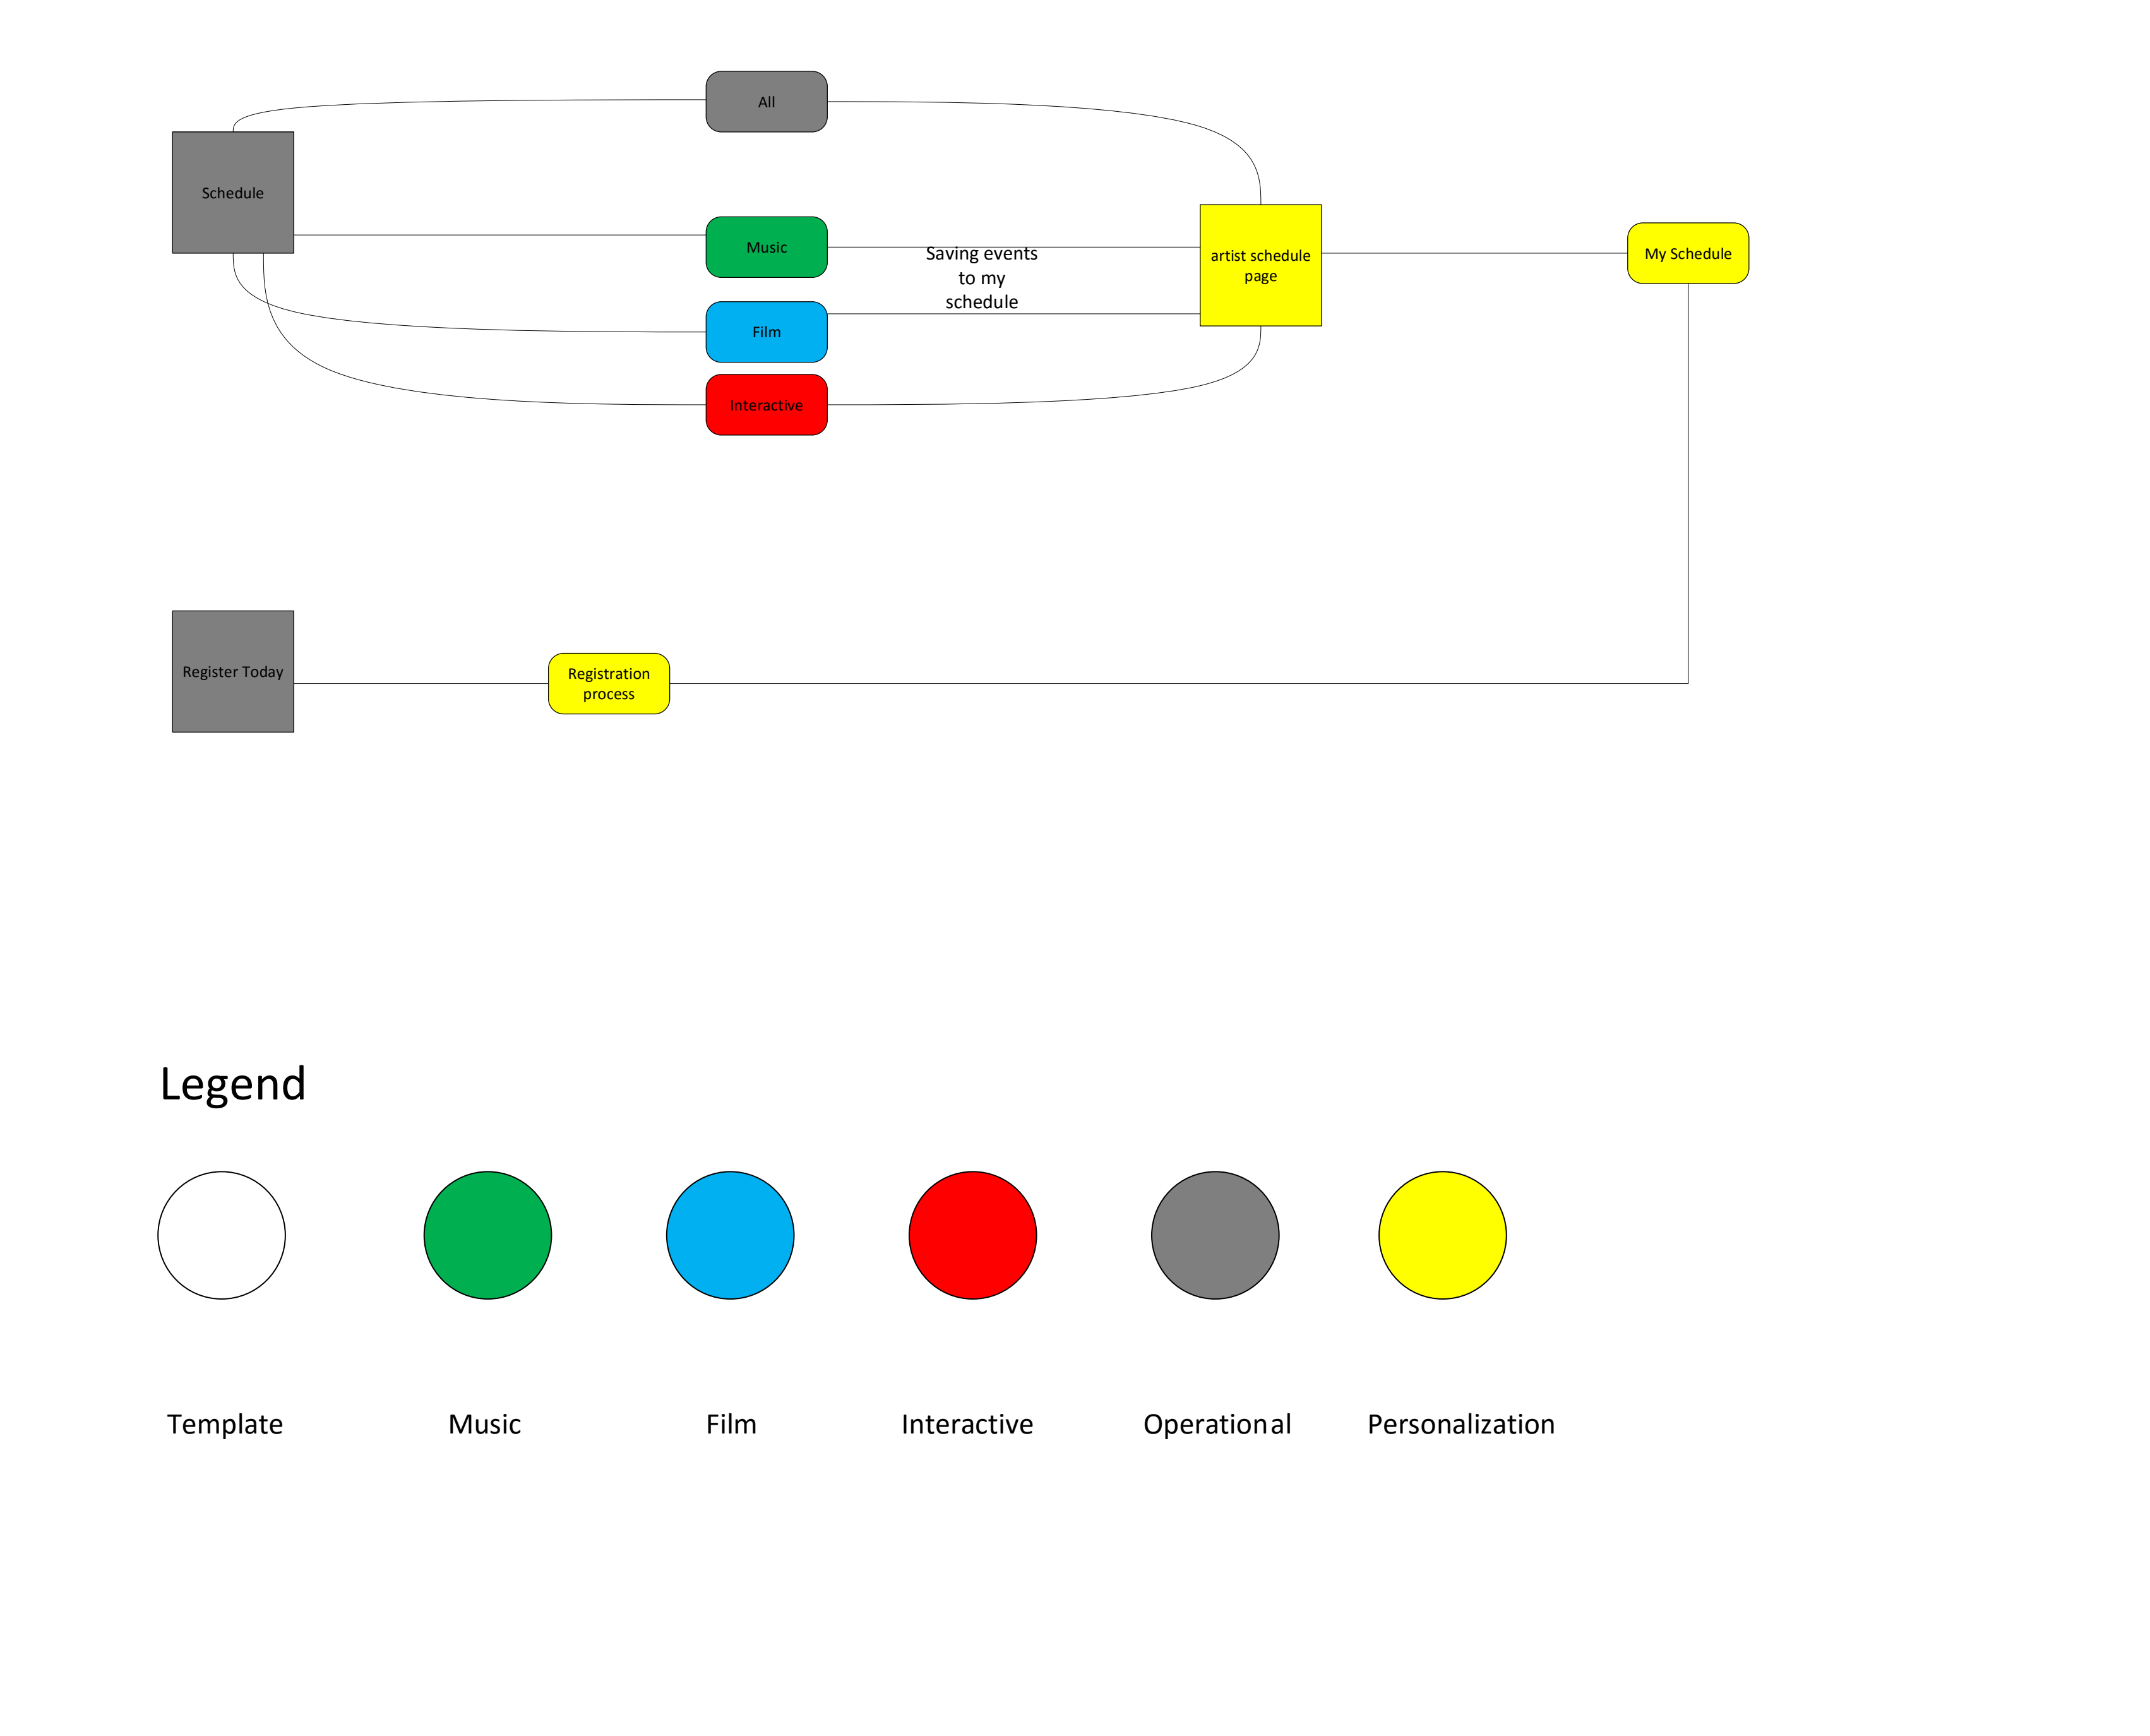 All
Schedule
Music
Saving events
to my
schedule
artist schedule
page
My Schedule
Film
Interactive
Register Today
Registration
process
Legend
Template
Music
Film
Interactive
Operational
Personalization